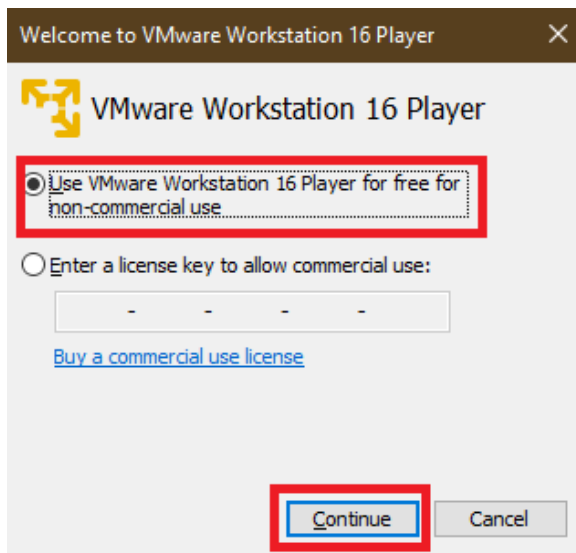 Welcome to VMware Workstation 16 Player
VMware Workstation 16 Player
Use VMware Workstation 16 Player for free for
non-commercial use
Enter a license key to allow commercial use:
- - - -
Buy a commercial use license
Continue Cancel